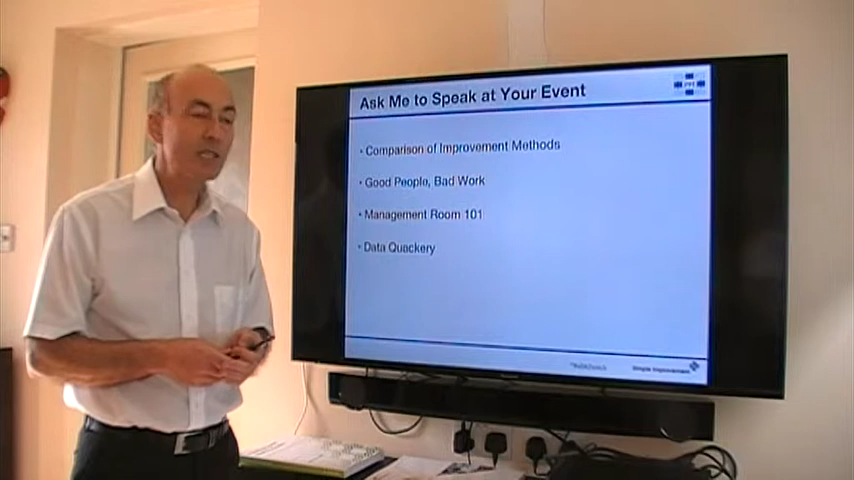 Ask Me to Speak at Your Event
• Comparison of Improvement Methods
• Good People, Bad Work
• Management Room 101
• Data Quackery
Simple Improvement